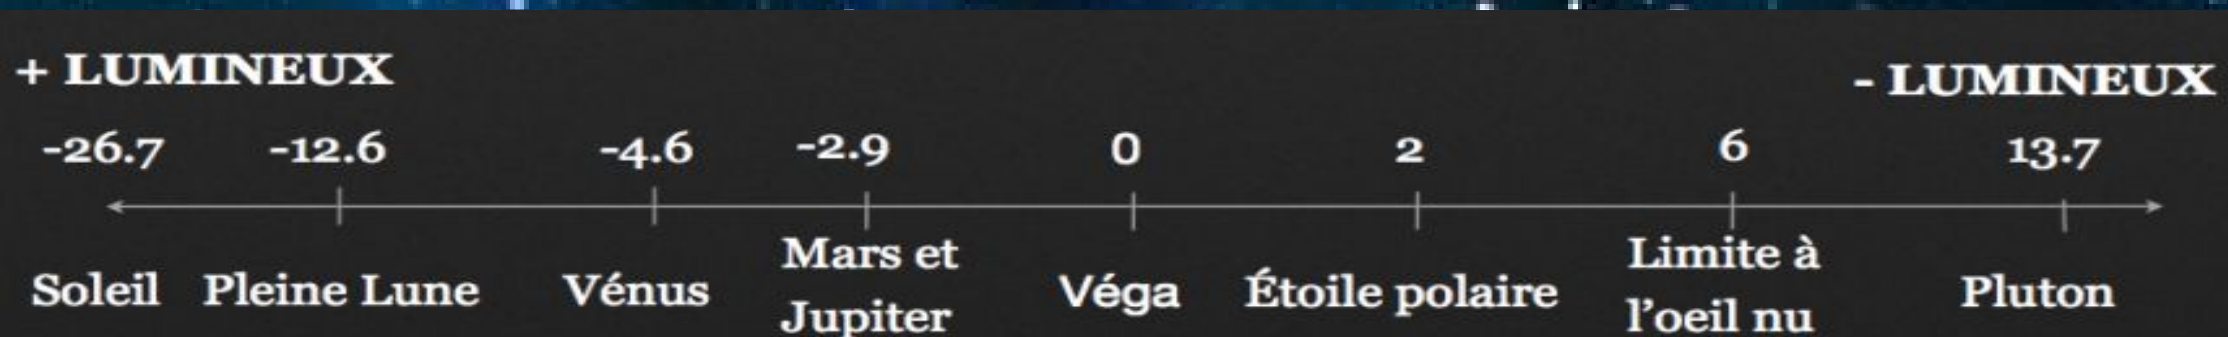 + LUMINEUX
- LUMINEUX
-26.7 -12.6 -4.6 -2.9 0 2 6 13.7
Soleil Pleine Lune Vénus Mars et Jupiter Véga Étoile polaire Limite à l'oeil nu Pluton